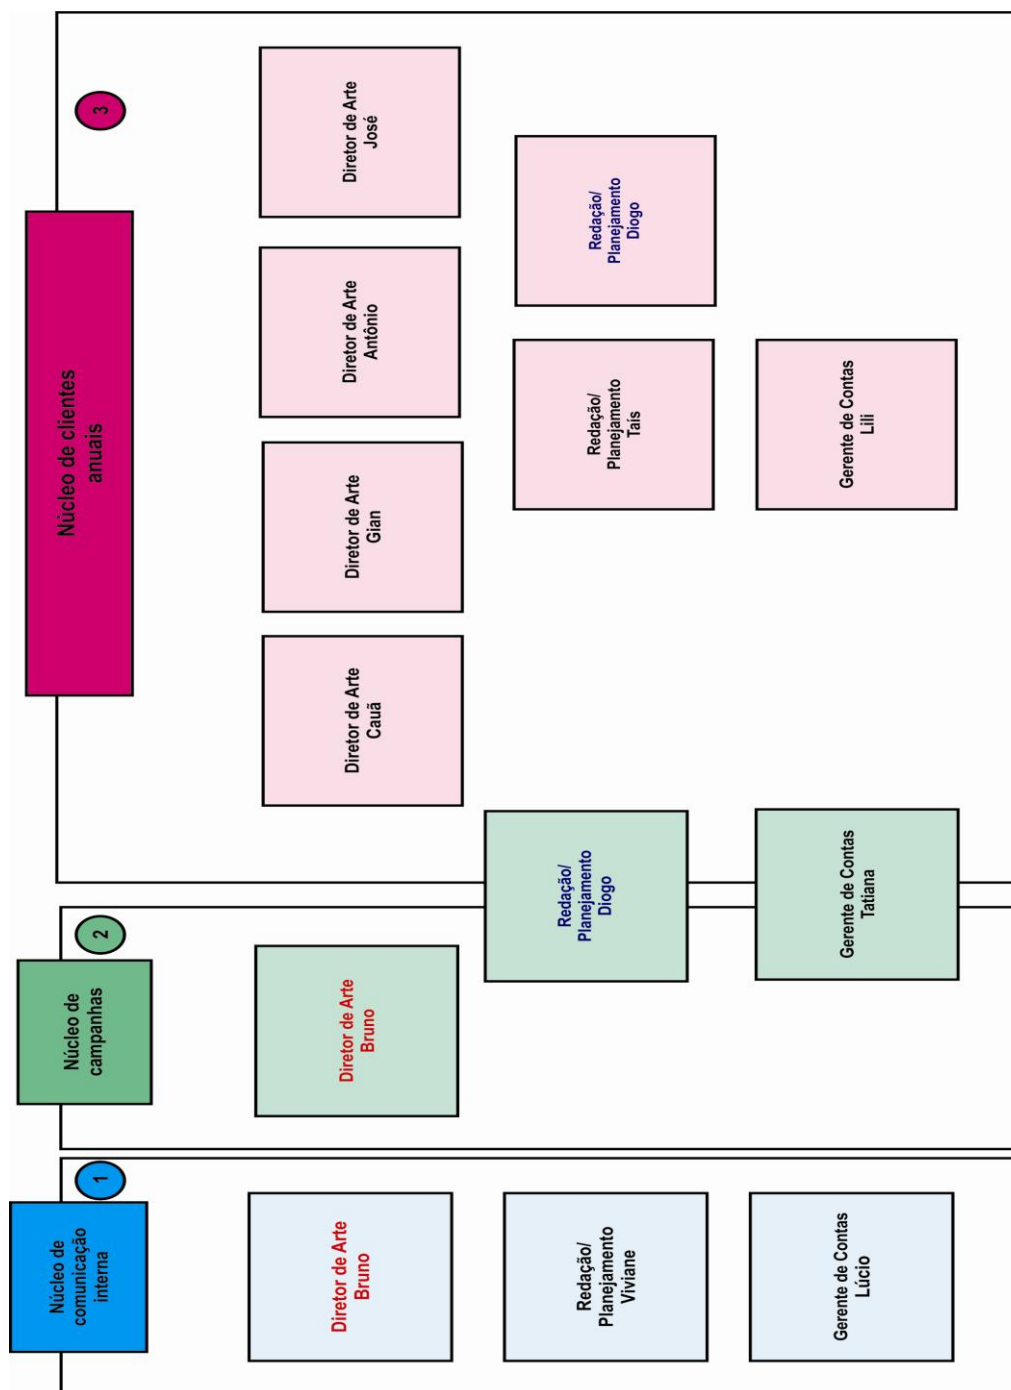 1
Núcleo de
comunicação
interna
Diretor de Arte
Bruno
Redação/
Planejamento
Viviane
Gerente de Contas
Lúcio
2
Núcleo de
campanhas
Diretor de Arte
Bruno
Redação/
Planejamento
Diogo
Gerente de Contas
Tatiana
3
Núcleo de clientes
anuais
Diretor de Arte
Cauã
Diretor de Arte
Gian
Diretor de Arte
Antônio
Diretor de Arte
José
Redação/
Planejamento
Taís
Redação/
Planejamento
Diogo
Gerente de Contas
Lili